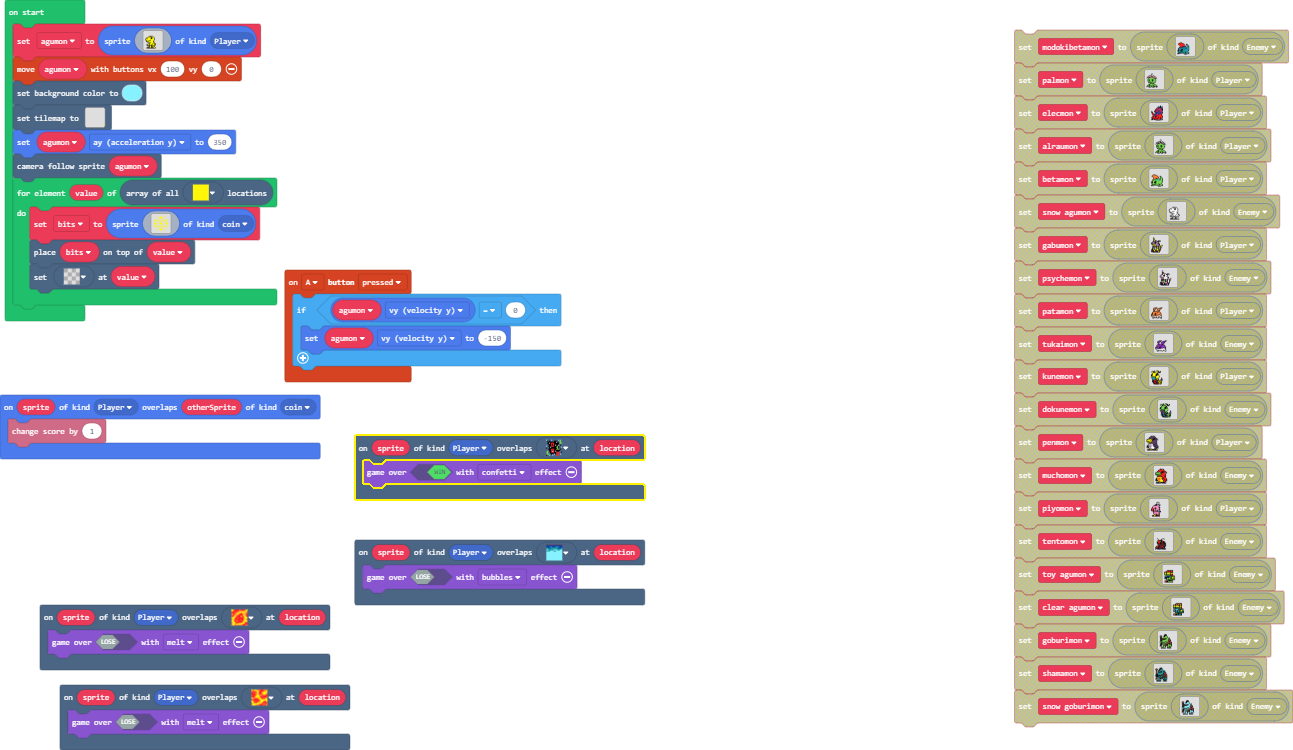 on start
set agumon to sprite of kind Player
move agumon with buttons vx 100 vy 0
set background color to
set tilemap to
set agumon ay (acceleration y) to 350
camera follow sprite agumon
for element value of array of all locations
do
set bits to sprite of kind coin
place bits on top of value
set at value
on A button pressed
if agumon vy (velocity y) = 0 then
set agumon vy (velocity y) to -150
on sprite of kind Player overlaps otherSprite of kind coin
change score by 1
on sprite of kind Player overlaps at location
game over WIN with confetti effect
on sprite of kind Player overlaps at location
game over LOSE with bubbles effect
on sprite of kind Player overlaps at location
game over LOSE with melt effect
on sprite of kind Player overlaps at location
game over LOSE with melt effect
set modokibetamon to sprite of kind Enemy
set palmon to sprite of kind Player
set elecmon to sprite of kind Player
set alraumon to sprite of kind Player
set betamon to sprite of kind Player
set snow agumon to sprite of kind Enemy
set gabumon to sprite of kind Player
set psychemon to sprite of kind Enemy
set patamon to sprite of kind Player
set tukaimon to sprite of kind Enemy
set kunemon to sprite of kind Player
set dokunemon to sprite of kind Enemy
set penmon to sprite of kind Player
set muchomon to sprite of kind Enemy
set piyomon to sprite of kind Player
set tentomon to sprite of kind Enemy
set toy agumon to sprite of kind Enemy
set clear agumon to sprite of kind Enemy
set goburimon to sprite of kind Enemy
set shamamon to sprite of kind Enemy
set snow goburimon to sprite of kind Enemy